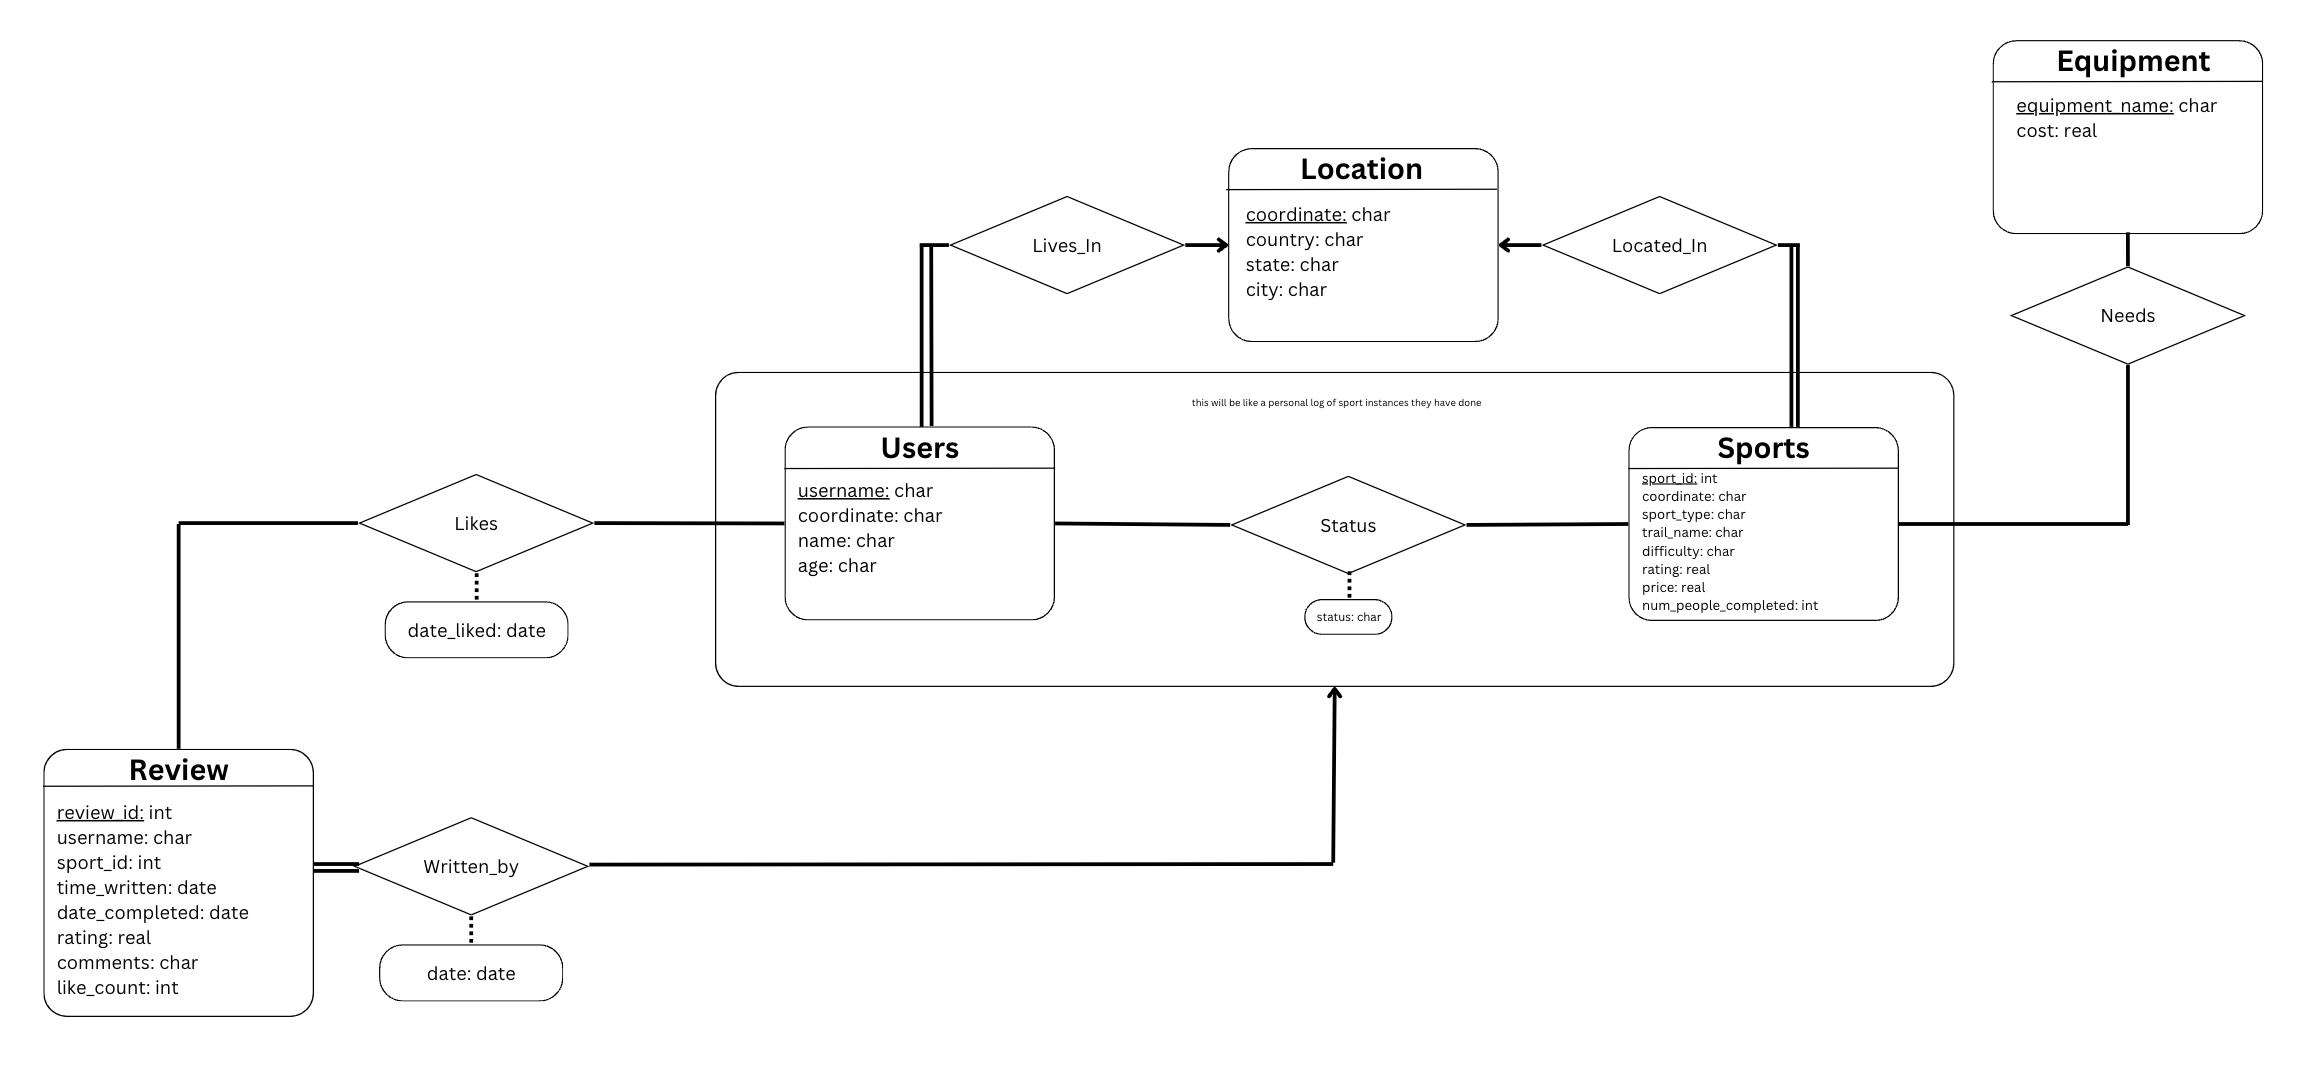 Equipment
equipment_name: char
cost: real
Location
coordinate: char
country: char
state: char
city: char
Lives_In
Located_In
Needs
this will be like a personal log of sport instances they have done
Users
username: char
coordinate: char
name: char
age: char
Sports
sport_id: int
coordinate: char
sport_type: char
trail_name: char
difficulty: char
rating: real
price: real
num_people_completed: int
Likes
Status
date_liked: date
status: char
Review
review_id: int
username: char
sport_id: int
time_written: date
date_completed: date
rating: real
comments: char
like_count: int
Written_by
date: date